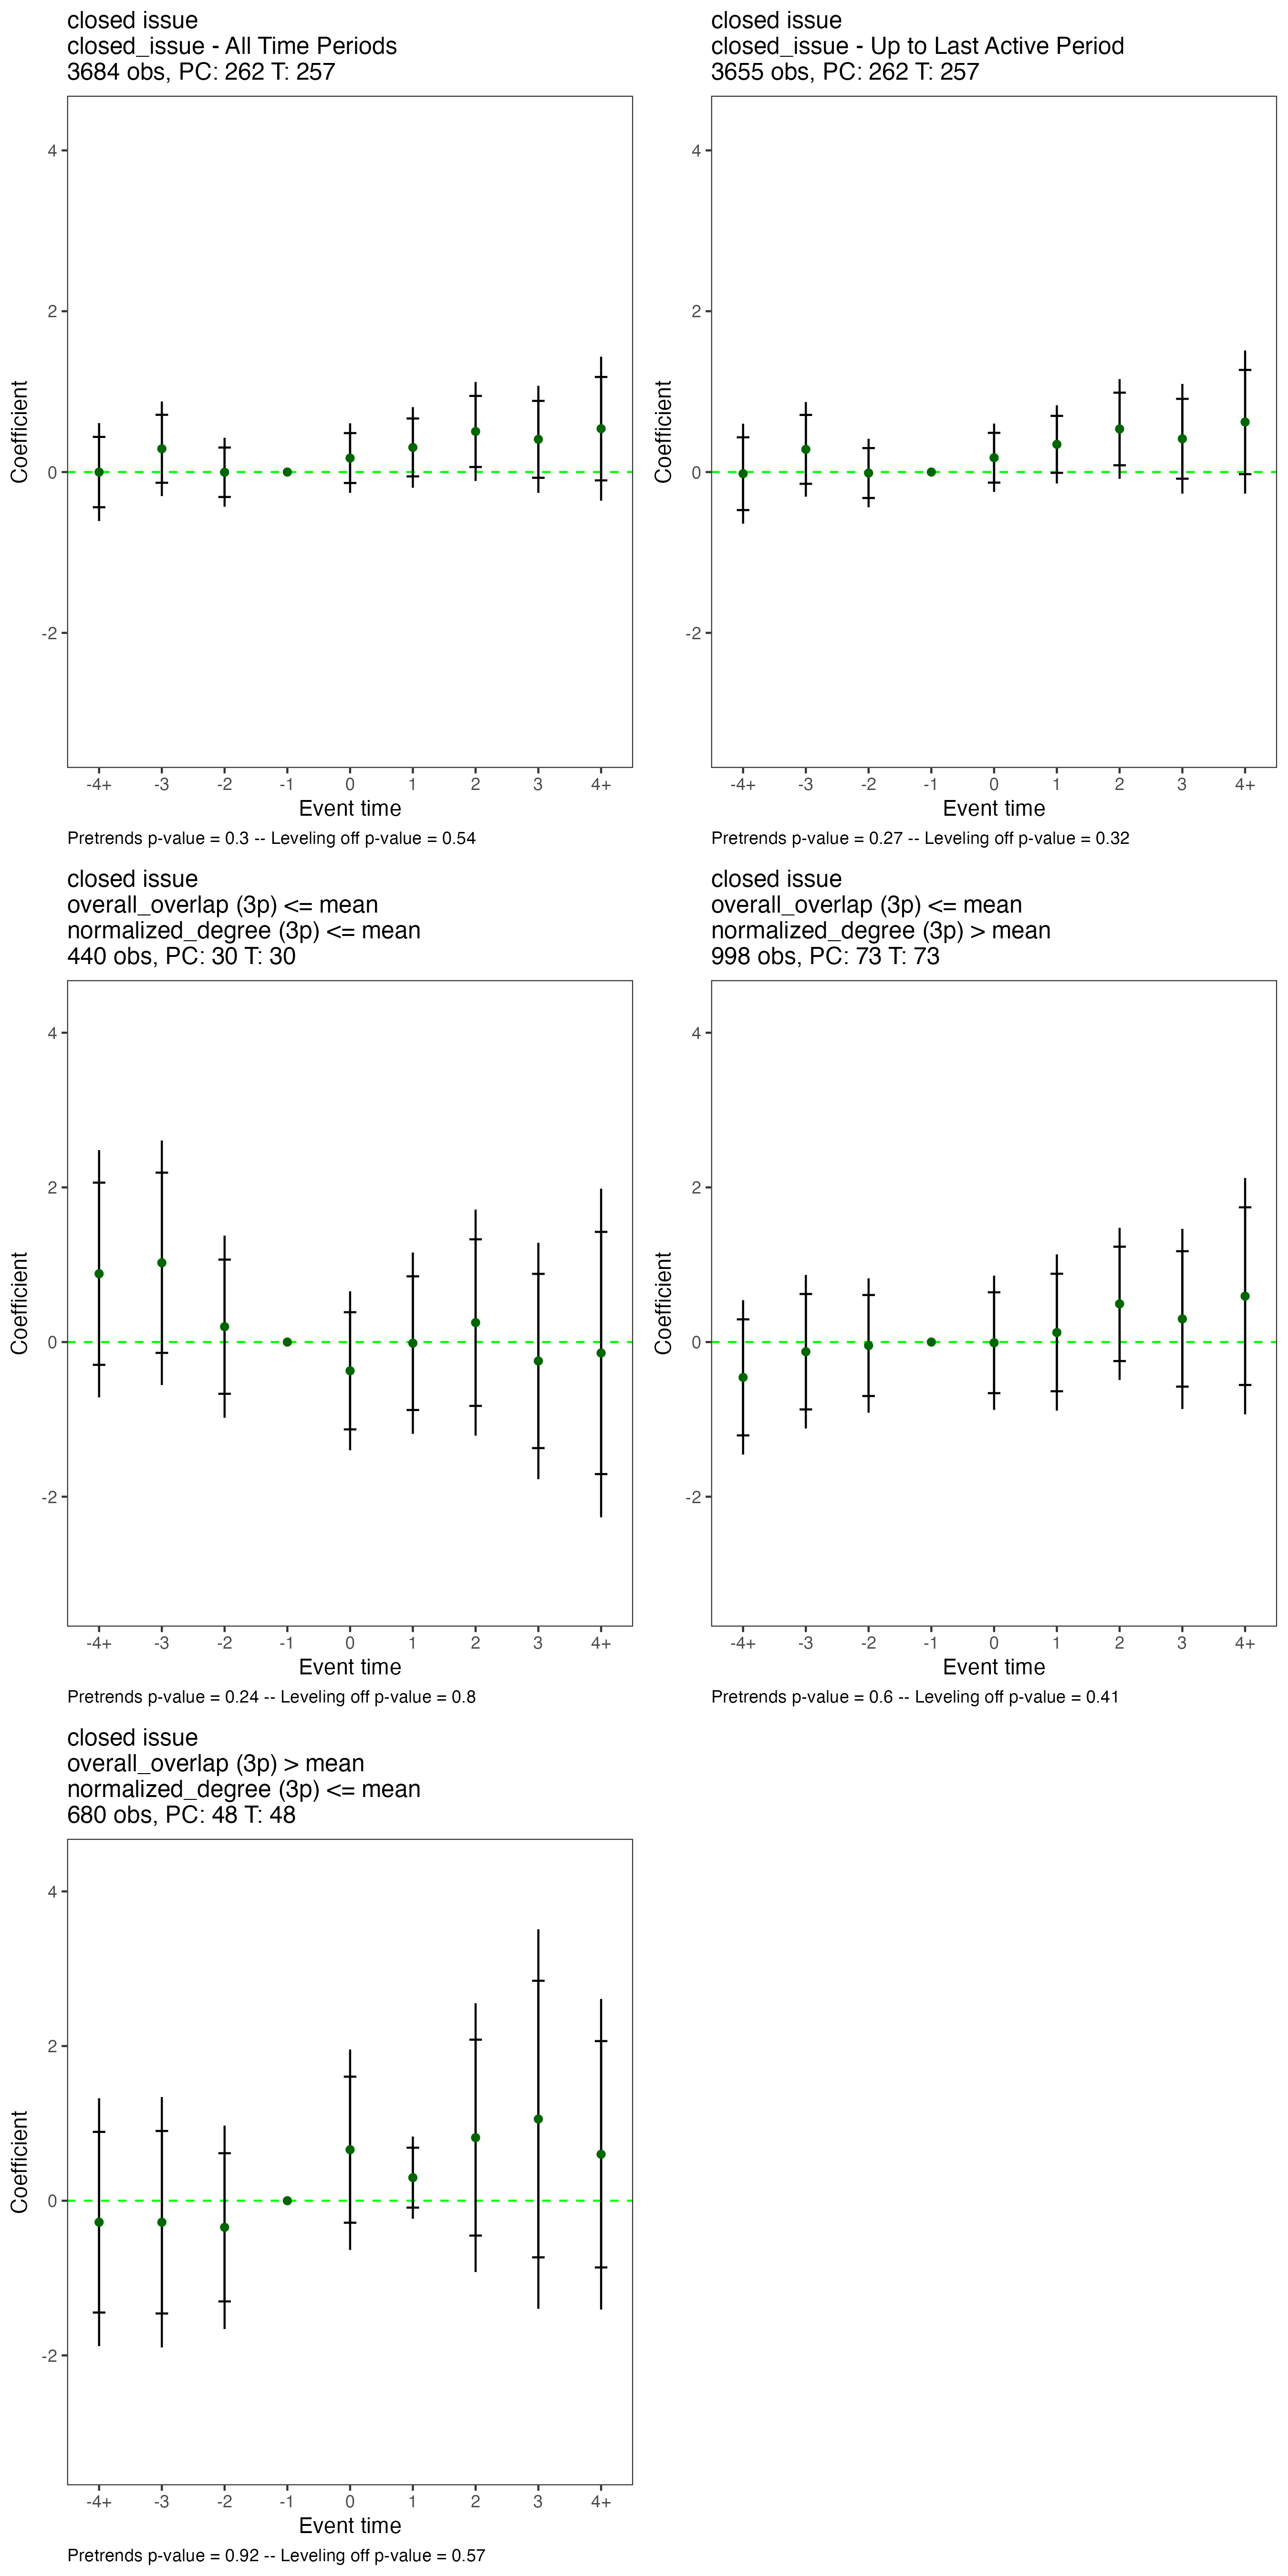 closed issue
closed_issue - All Time Periods
3684 obs, PC: 262 T: 257
4
2
0
-2
Coefficient
-4+ -3 -2 -1 0 1 2 3 4+
Event time
Pretrends p-value = 0.3 -- Leveling off p-value = 0.54
closed issue
closed_issue - Up to Last Active Period
3655 obs, PC: 262 T: 257
4
2
0
-2
Coefficient
-4+ -3 -2 -1 0 1 2 3 4+
Event time
Pretrends p-value = 0.27 -- Leveling off p-value = 0.32
closed issue
overall_overlap (3p) <= mean
normalized_degree (3p) <= mean
440 obs, PC: 30 T: 30
4
2
0
-2
Coefficient
-4+ -3 -2 -1 0 1 2 3 4+
Event time
Pretrends p-value = 0.24 -- Leveling off p-value = 0.8
closed issue
overall_overlap (3p) <= mean
normalized_degree (3p) > mean
998 obs, PC: 73 T: 73
4
2
0
-2
Coefficient
-4+ -3 -2 -1 0 1 2 3 4+
Event time
Pretrends p-value = 0.6 -- Leveling off p-value = 0.41
closed issue
overall_overlap (3p) > mean
normalized_degree (3p) <= mean
680 obs, PC: 48 T: 48
4
2
0
-2
Coefficient
-4+ -3 -2 -1 0 1 2 3 4+
Event time
Pretrends p-value = 0.92 -- Leveling off p-value = 0.57